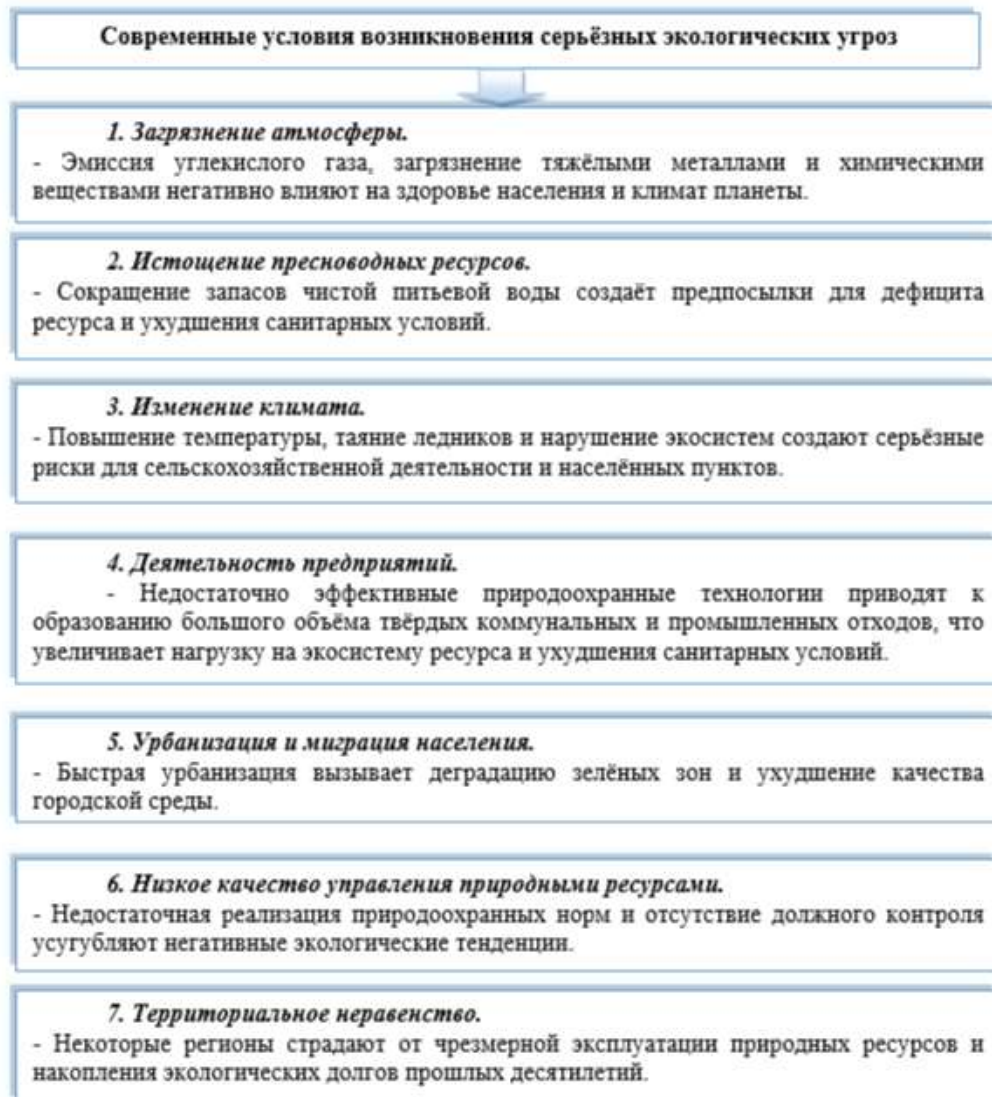 Современные условия возникновения серьёзных экологических угроз
1. Загрязнение атмосферы.
- Эмиссия углекислого газа, загрязнение тяжёлыми металлами и химическими
веществами негативно влияют на здоровье населения и климат планеты.
2. Истощение пресноводных ресурсов.
- Сокращение запасов чистой питьевой воды создаёт предпосылки для дефицита
ресурса и ухудшения санитарных условий.
3. Изменение климата.
- Повышение температуры, таяние ледников и нарушение экосистем создают серьёзные
риски для сельскохозяйственной деятельности и населённых пунктов.
4. Деятельность предприятий.
- Недостаточно эффективные природоохранные технологии приводят к
образованию большого объёма твёрдых коммунальных и промышленных отходов, что
увеличивает нагрузку на экосистему ресурса и ухудшения санитарных условий.
5. Урбанизация и миграция населения.
- Быстрая урбанизация вызывает деградацию зелёных зон и ухудшение качества
городской среды.
6. Низкое качество управления природными ресурсами.
- Недостаточная реализация природоохранных норм и отсутствие должного контроля
усугубляют негативные экологические тенденции.
7. Территориальное неравенство.
- Некоторые регионы страдают от чрезмерной эксплуатации природных ресурсов и
накопления экологических долгов прошлых десятилетий.